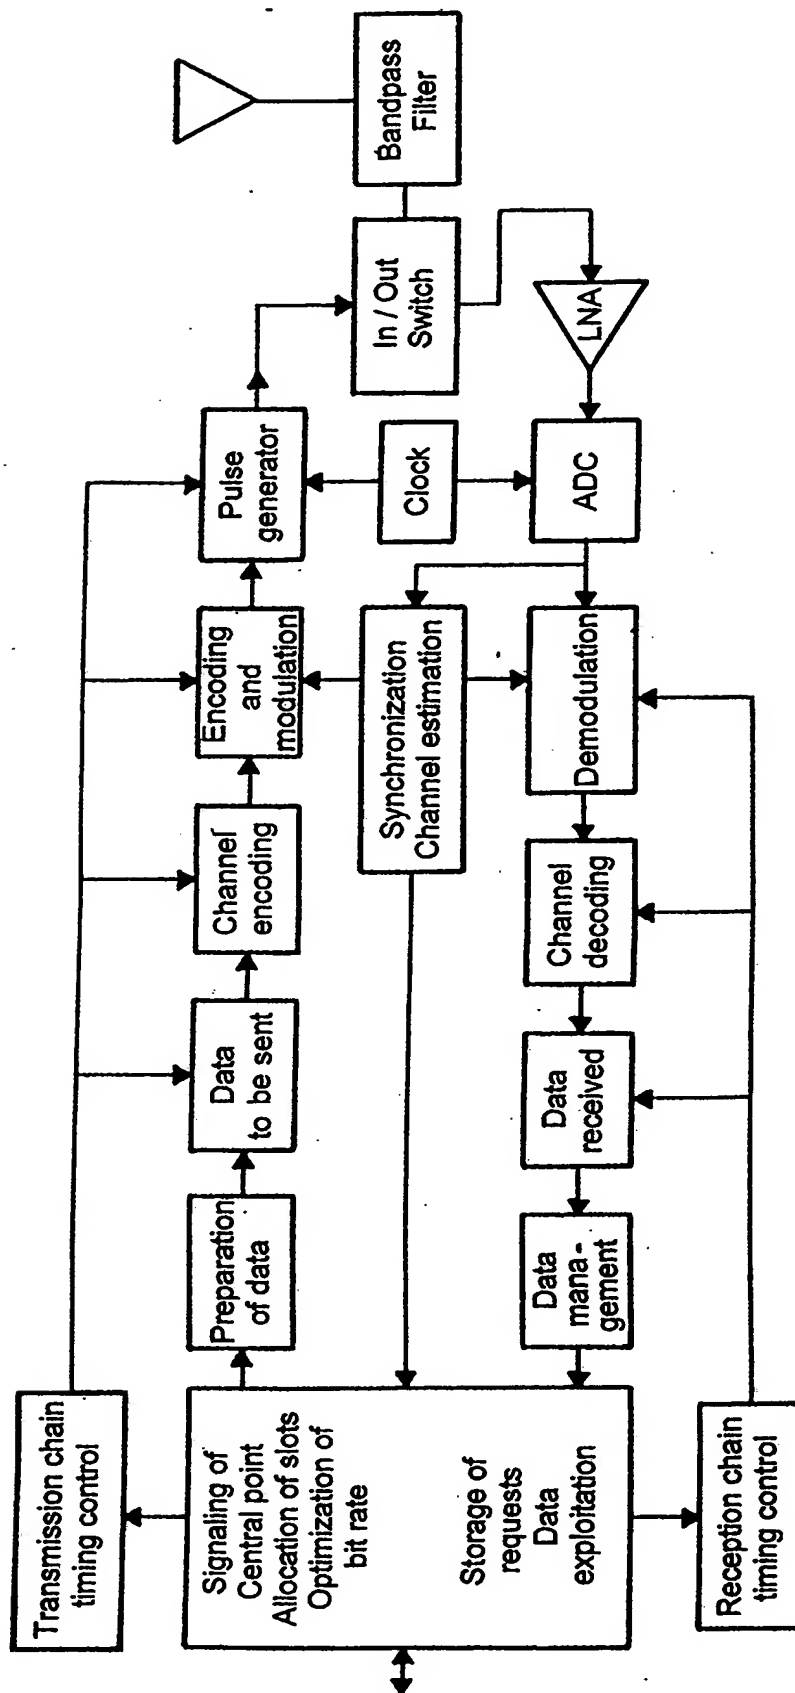 Transmission chain
timing control
Signaling of
Central point
Allocation of slots
Optimization of
bit rate
Storage of
requests
Data
exploitation
Reception chain
timing control
Preparation
of data
Data
to be sent
Channel
encoding
Encoding
and
modulation
Pulse
generator
Synchronization
Channel estimation
Clock
In / Out
Switch
Bandpass
Filter
Data
mana -
gement
Data
received
Channel
decoding
Demodulation
ADC
LNA